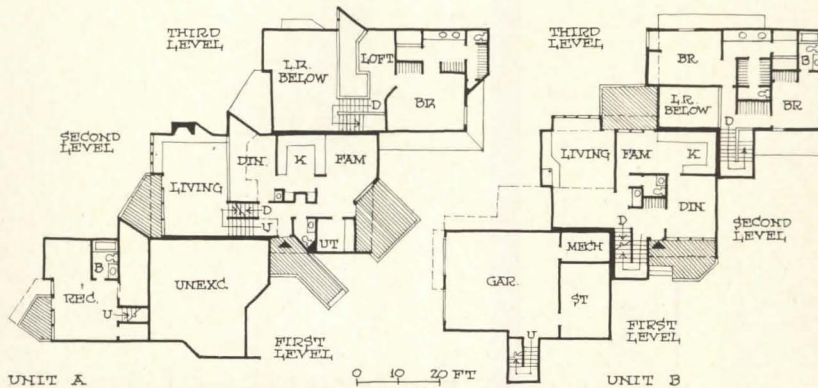 THIRD
LEVEL
L.R.
BELOW
LOFT
D
BR
SECOND
LEVEL
LIVING
DIN.
K
FAM
D
U
UT
REC.
B
U
UNEXC.
FIRST
LEVEL
UNIT A
0 10 20 FT
THIRD
LEVEL
BR
B
L.R.
BELOW
D
BR
LIVING
FAM
K.
DIN.
D
SECOND
LEVEL
MECH
GAR.
ST
U
FIRST
LEVEL
UNIT B